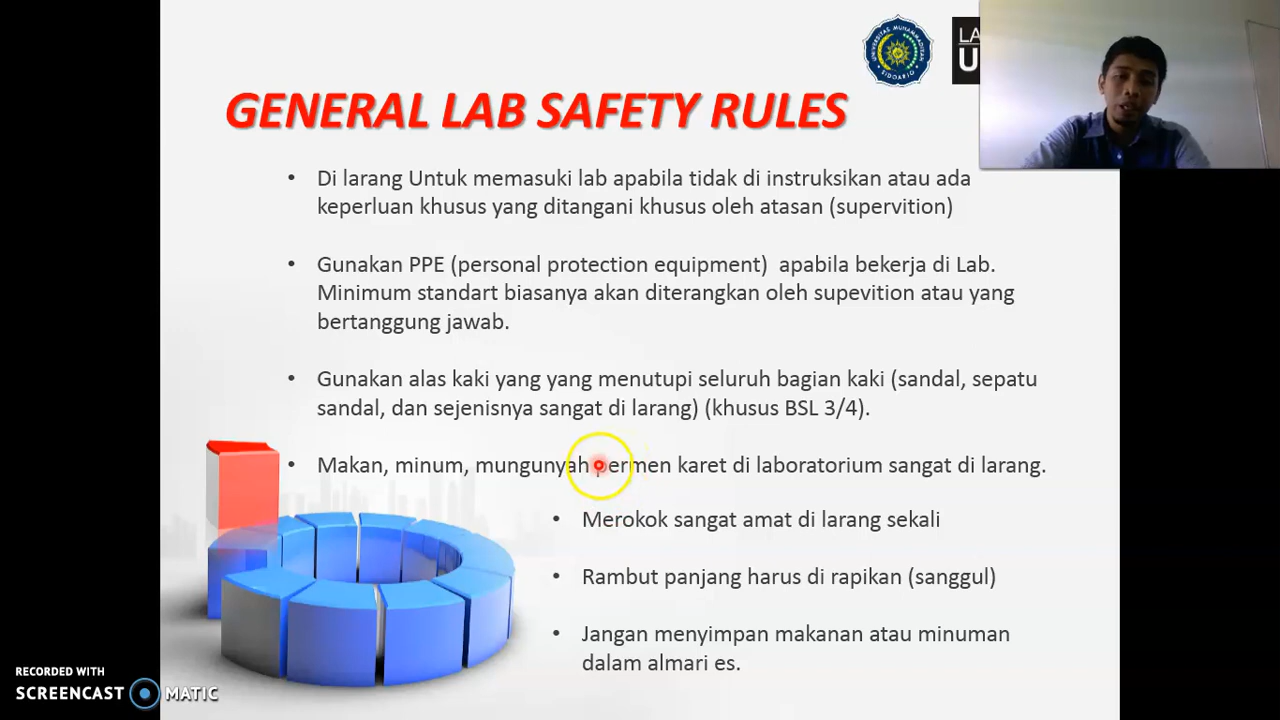 UNIVERSITAS MUHAMMADIYAH
SIDOARJO
LA
U
GENERAL LAB SAFETY RULES
• Di larang Untuk memasuki lab apabila tidak di instruksikan atau ada
keperluan khusus yang ditangani khusus oleh atasan (supervition)
• Gunakan PPE (personal protection equipment) apabila bekerja di Lab.
Minimum standart biasanya akan diterangkan oleh supevition atau yang
bertanggung jawab.
• Gunakan alas kaki yang yang menutupi seluruh bagian kaki (sandal, sepatu
sandal, dan sejenisnya sangat di larang) (khusus BSL 3/4).
• Makan, minum, mungunyah permen karet di laboratorium sangat di larang.
• Merokok sangat amat di larang sekali
• Rambut panjang harus di rapikan (sanggul)
• Jangan menyimpan makanan atau minuman
dalam almari es.
RECORDED WITH
SCREENCAST MATIC